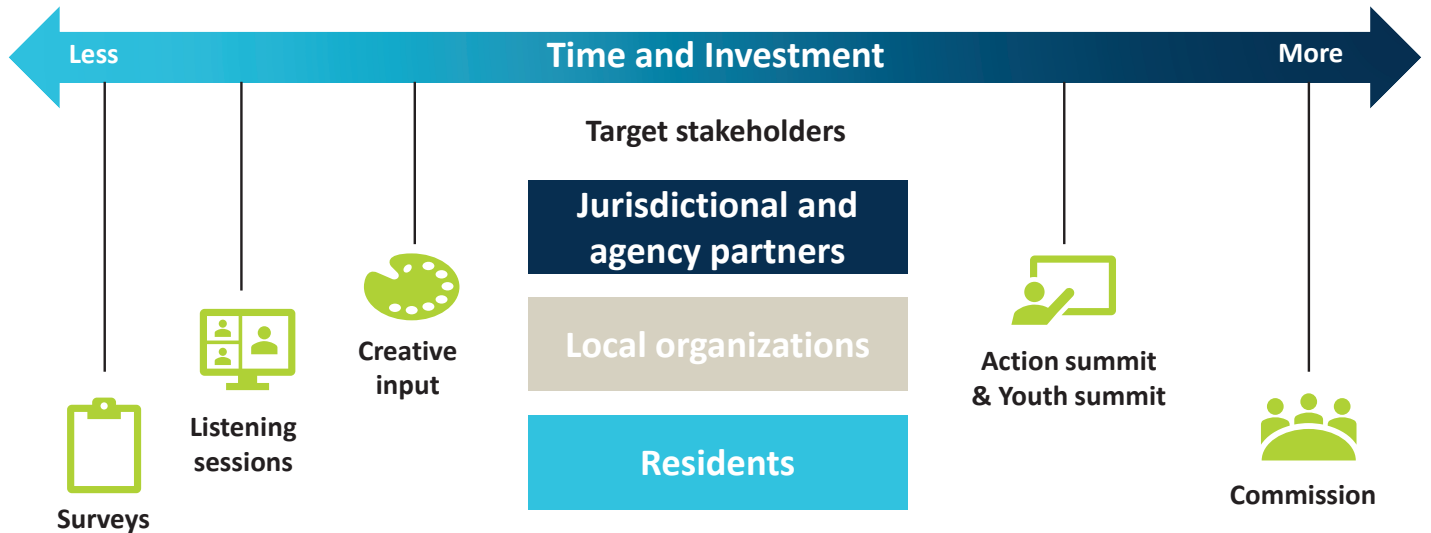 Less
Time and Investment
More
Target stakeholders
Jurisdictional and
agency partners
Local organizations
Residents
Creative
input
Listening
sessions
Surveys
Action summit
& Youth summit
Commission